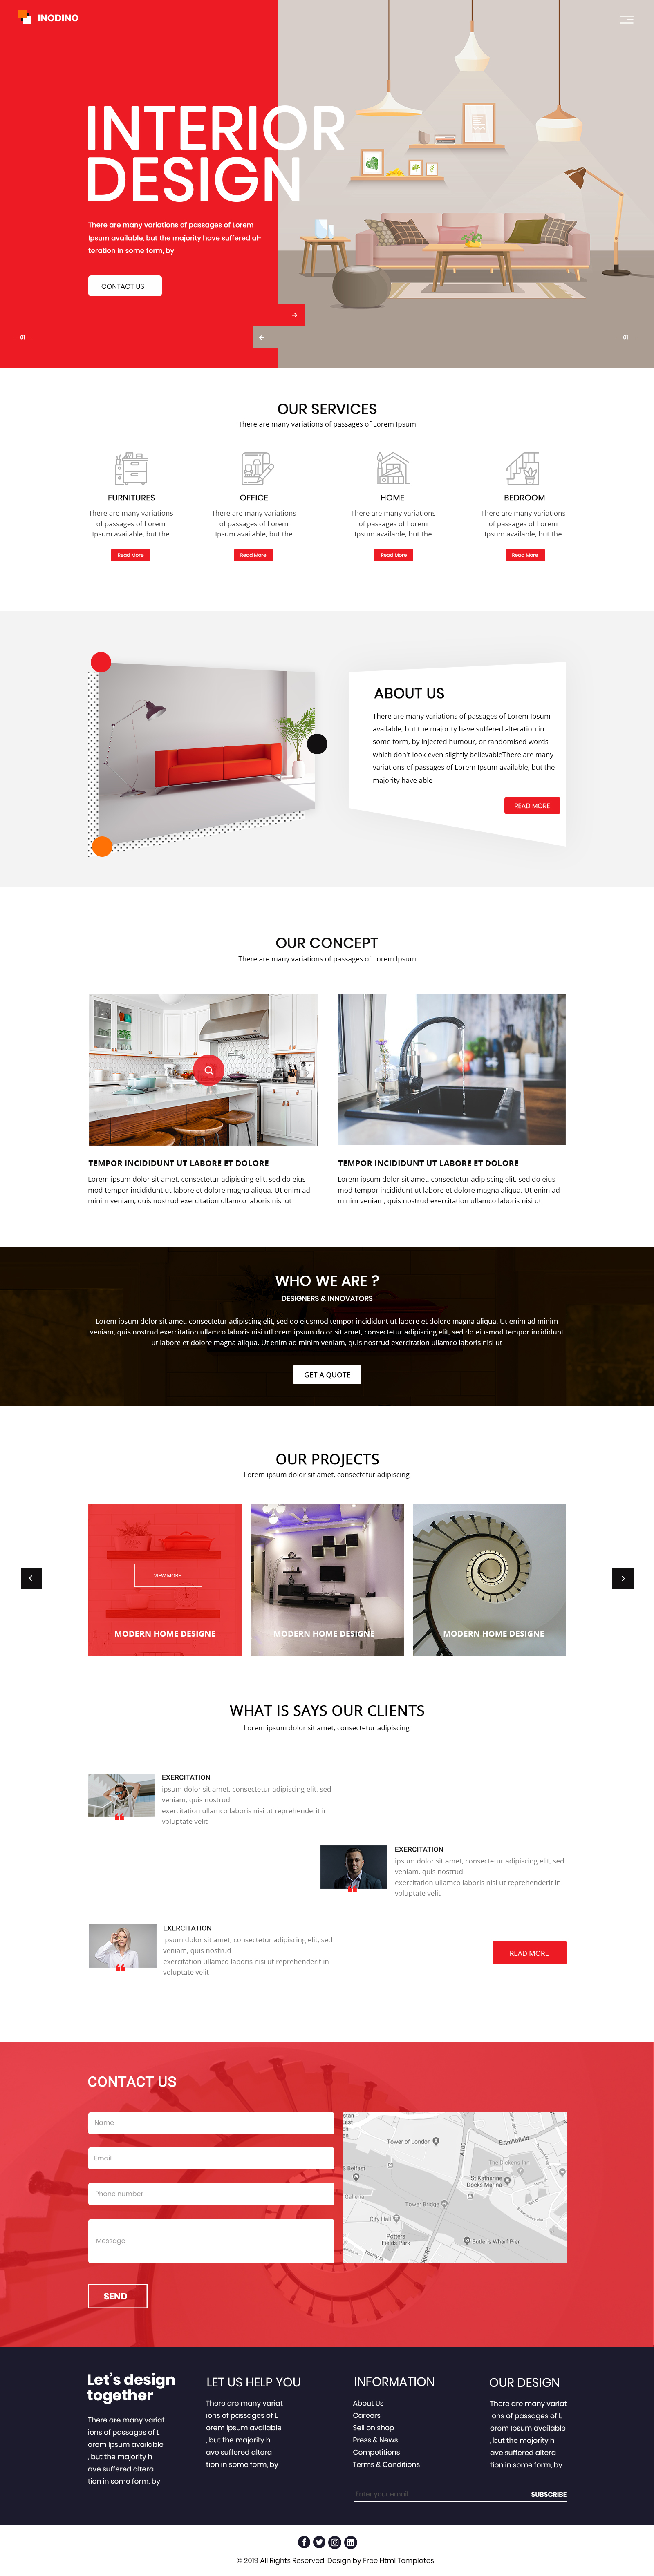 INODINO
INTERIOR
DESIGN
There are many variations of passages of Lorem
Ipsum available, but the majority have suffered al-
teration in some form, by
CONTACT US
01
01
OUR SERVICES
There are many variations of passages of Lorem Ipsum
FURNITURES
There are many variations
of passages of Lorem
Ipsum available, but the
Read More
OFFICE
There are many variations
of passages of Lorem
Ipsum available, but the
Read More
HOME
There are many variations
of passages of Lorem
Ipsum available, but the
Read More
BEDROOM
There are many variations
of passages of Lorem
Ipsum available, but the
Read More
ABOUT US
There are many variations of passages of Lorem Ipsum
available, but the majority have suffered alteration in
some form, by injected humour, or randomised words
which don't look even slightly believableThere are many
variations of passages of Lorem Ipsum available, but the
majority have able
READ MORE
OUR CONCEPT
There are many variations of passages of Lorem Ipsum
TEMPOR INCIDIDUNT UT LABORE ET DOLORE
Lorem ipsum dolor sit amet, consectetur adipiscing elit, sed do eius-
mod tempor incididunt ut labore et dolore magna aliqua. Ut enim ad
minim veniam, quis nostrud exercitation ullamco laboris nisi ut
TEMPOR INCIDIDUNT UT LABORE ET DOLORE
Lorem ipsum dolor sit amet, consectetur adipiscing elit, sed do eius-
mod tempor incididunt ut labore et dolore magna aliqua. Ut enim ad
minim veniam, quis nostrud exercitation ullamco laboris nisi ut
WHO WE ARE ?
DESIGNERS & INNOVATORS
Lorem ipsum dolor sit amet, consectetur adipiscing elit, sed do eiusmod tempor incididunt ut labore et dolore magna aliqua. Ut enim ad minim
veniam, quis nostrud exercitation ullamco laboris nisi utLorem ipsum dolor sit amet, consectetur adipiscing elit, sed do eiusmod tempor incididunt
ut labore et dolore magna aliqua. Ut enim ad minim veniam, quis nostrud exercitation ullamco laboris nisi ut
GET A QUOTE
OUR PROJECTS
Lorem ipsum dolor sit amet, consectetur adipiscing
VIEW MORE
MODERN HOME DESIGNE
MODERN HOME DESIGNE
MODERN HOME DESIGNE
WHAT IS SAYS OUR CLIENTS
Lorem ipsum dolor sit amet, consectetur adipiscing
EXERCITATION
ipsum dolor sit amet, consectetur adipiscing elit, sed
veniam, quis nostrud
exercitation ullamco laboris nisi ut reprehenderit in
voluptate velit
EXERCITATION
ipsum dolor sit amet, consectetur adipiscing elit, sed
veniam, quis nostrud
exercitation ullamco laboris nisi ut reprehenderit in
voluptate velit
EXERCITATION
ipsum dolor sit amet, consectetur adipiscing elit, sed
veniam, quis nostrud
exercitation ullamco laboris nisi ut reprehenderit in
voluptate velit
READ MORE
CONTACT US
Name
Email
Phone number
Message
SEND
Tower of London
A100
E Smithfield
The Dickens Inn
St Katharine
Docks Marina
S Belfast
Galleria
Tower Bridge
City Hall
Potters
Fields Park
Butler's Wharf Pier
Tooley St
Let's design
together
There are many variat
ions of passages of L
orem Ipsum available
, but the majority h
ave suffered altera
tion in some form, by
LET US HELP YOU
There are many variat
ions of passages of L
orem Ipsum available
, but the majority h
ave suffered altera
tion in some form, by
INFORMATION
About Us
Careers
Sell on shop
Press & News
Competitions
Terms & Conditions
OUR DESIGN
There are many variat
ions of passages of L
orem Ipsum available
, but the majority h
ave suffered altera
tion in some form, by
Enter your email
SUBSCRIBE
© 2019 All Rights Reserved. Design by Free Html Templates